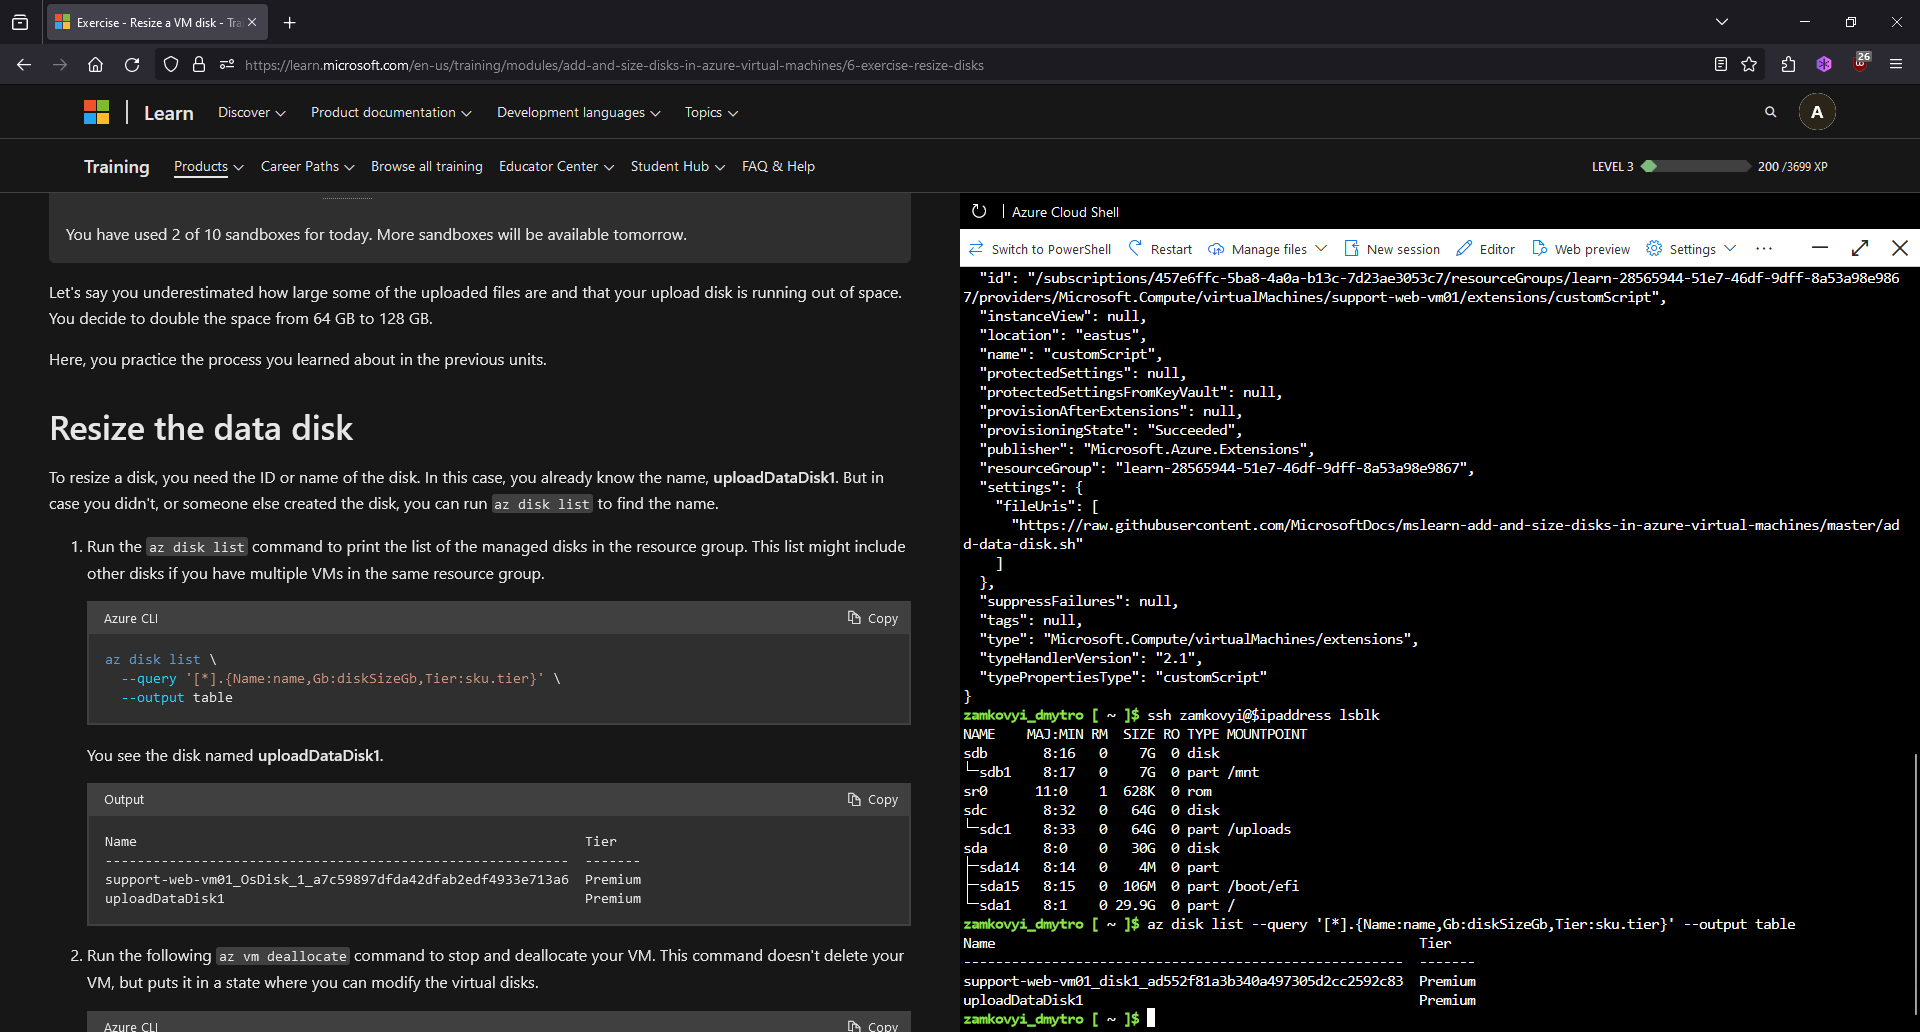 Exercise - Resize a VM disk - Tra
https://learn.microsoft.com/en-us/training/modules/add-and-size-disks-in-azure-virtual-machines/6-exercise-resize-disks
26
Learn
Discover
Product documentation
Development languages
Topics
A
Training
Products
Career Paths
Browse all training
Educator Center
Student Hub
FAQ & Help
LEVEL 3
200 /3699 XP
You have used 2 of 10 sandboxes for today. More sandboxes will be available tomorrow.
Let's say you underestimated how large some of the uploaded files are and that your upload disk is running out of space.
You decide to double the space from 64 GB to 128 GB.
Here, you practice the process you learned about in the previous units.
Resize the data disk
To resize a disk, you need the ID or name of the disk. In this case, you already know the name, uploadDataDisk1. But in
case you didn't, or someone else created the disk, you can run az disk list to find the name.
1. Run the az disk list command to print the list of the managed disks in the resource group. This list might include
other disks if you have multiple VMs in the same resource group.
Azure CLI
Copy
az disk list \
--query '[*].{Name:name,Gb:diskSizeGb,Tier:sku.tier}' \
--output table
You see the disk named uploadDataDisk1.
Output
Copy
Name Tier
---------------------------------------------------------- -------
support-web-vm01_OsDisk_1_a7c59897dfda42dfab2edf4933e713a6 Premium
uploadDataDisk1 Premium
2. Run the following az vm deallocate command to stop and deallocate your VM. This command doesn't delete your
VM, but puts it in a state where you can modify the virtual disks.
Azure CLI
Copy
Azure Cloud Shell
Switch to PowerShell
Restart
Manage files
New session
Editor
Web preview
Settings
...
"id": "/subscriptions/457e6ffc-5ba8-4a0a-b13c-7d23ae3053c7/resourceGroups/learn-28565944-51e7-46df-9dff-8a53a98e986
7/providers/Microsoft.Compute/virtualMachines/support-web-vm01/extensions/customScript",
"instanceView": null,
"location": "eastus",
"name": "customScript",
"protectedSettings": null,
"protectedSettingsFromKeyVault": null,
"provisionAfterExtensions": null,
"provisioningState": "Succeeded",
"publisher": "Microsoft.Azure.Extensions",
"resourceGroup": "learn-28565944-51e7-46df-9dff-8a53a98e9867",
"settings": {
"fileUris": [
"https://raw.githubusercontent.com/MicrosoftDocs/mslearn-add-and-size-disks-in-azure-virtual-machines/master/ad
d-data-disk.sh"
]
},
"suppressFailures": null,
"tags": null,
"type": "Microsoft.Compute/virtualMachines/extensions",
"typeHandlerVersion": "2.1",
"typePropertiesType": "customScript"
}
zamkovyi_dmytro [ ~ ]$ ssh zamkovyi@$ipaddress lsblk
NAME MAJ:MIN RM SIZE RO TYPE MOUNTPOINT
sdb 8:16 0 7G 0 disk
└─sdb1 8:17 0 7G 0 part /mnt
sr0 11:0 1 628K 0 rom
sdc 8:32 0 64G 0 disk
└─sdc1 8:33 0 64G 0 part /uploads
sda 8:0 0 30G 0 disk
├─sda14 8:14 0 4M 0 part
├─sda15 8:15 0 106M 0 part /boot/efi
└─sda1 8:1 0 29.9G 0 part /
zamkovyi_dmytro [ ~ ]$ az disk list --query '[*].{Name:name,Gb:diskSizeGb,Tier:sku.tier}' --output table
Name Tier
------------------------------------------------------- -------
support-web-vm01_disk1_ad552f81a3b340a497305d2cc2592c83 Premium
uploadDataDisk1 Premium
zamkovyi_dmytro [ ~ ]$